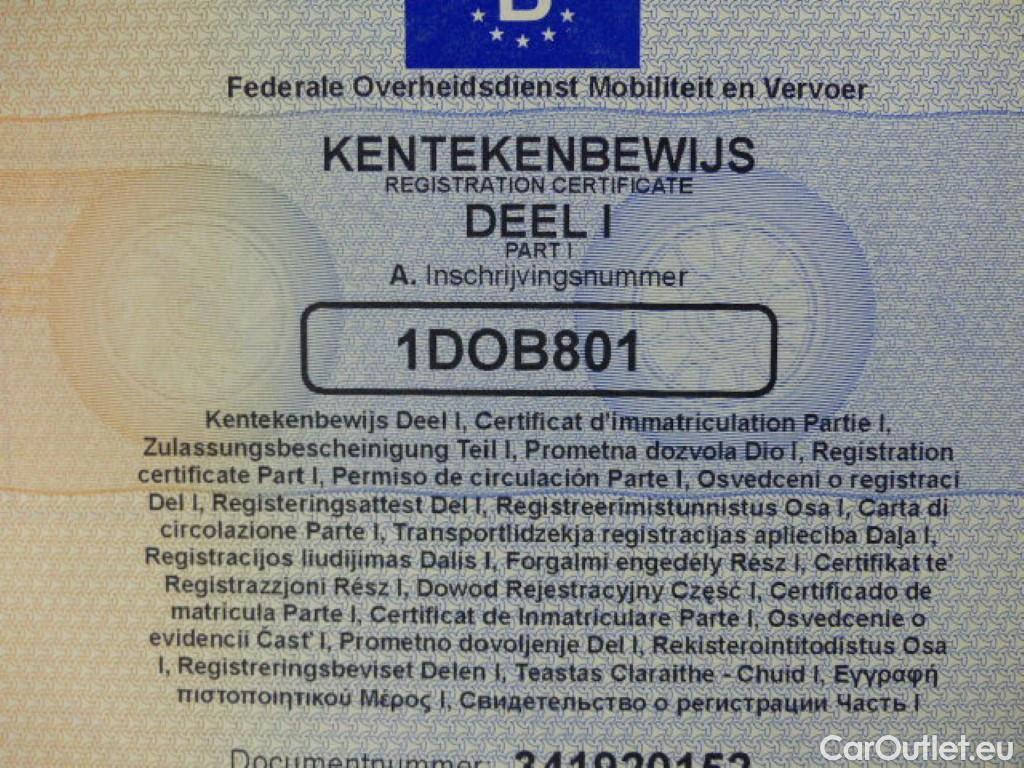 B
Federale Overheidsdienst Mobiliteit en Vervoer
KENTEKENBEWIJS
REGISTRATION CERTIFICATE
DEEL I
PART I
A. Inschrijvingsnummer
1DOB801
Kentekenbewijs Deel I, Certificat d'immatriculation Partie I,
Zulassungsbescheinigung Teil I, Prometna dozvola Dio I, Registration
certificate Part I, Permiso de circulación Parte I, Osvedceni o registraci
Del I, Registeringsattest Del I, Registreerimistunnistus Osa I, Carta di
circolazione Parte I, Transportlidzekja registracijas aplieciba Daļa I,
Registracijos liudijimas Dalis I, Forgalmi engedély Rész I, Certifikat te'
Registrazzjoni Rész I, Dowod Rejestracyjny Część I, Certificado de
matricula Parte I, Certificat de Inmatriculare Parte I, Osvedcenie o
evidencii Časť I, Prometno dovoljenje Del I, Rekisterointitodistus Osa
I, Registreringsbeviset Delen I, Teastas Claraithe - Chuid I, Εγγραφή
πιστοποιητικού Μέρος I, Свидетельство о регистрации Часть I
Documentnummer: 341920152
CarOutlet.eu